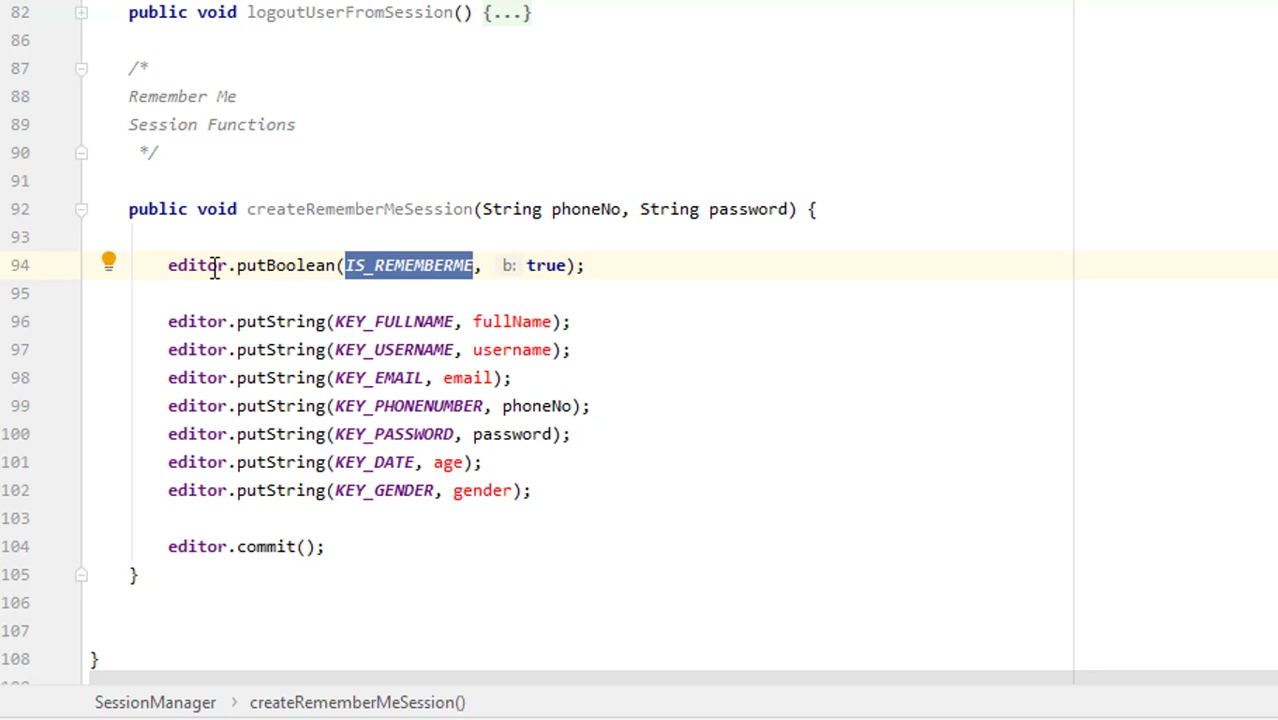 82 public void logoutUserFromSession() {...}
86
87 /*
88 Remember Me
89 Session Functions
90 */
91
92 public void createRememberMeSession(String phoneNo, String password) {
93
94 editor.putBoolean(IS_REMEMBERME, b: true);
95
96 editor.putString(KEY_FULLNAME, fullName);
97 editor.putString(KEY_USERNAME, username);
98 editor.putString(KEY_EMAIL, email);
99 editor.putString(KEY_PHONENUMBER, phoneNo);
100 editor.putString(KEY_PASSWORD, password);
101 editor.putString(KEY_DATE, age);
102 editor.putString(KEY_GENDER, gender);
103
104 editor.commit();
105 }
106
107
108 }
SessionManager > createRememberMeSession()